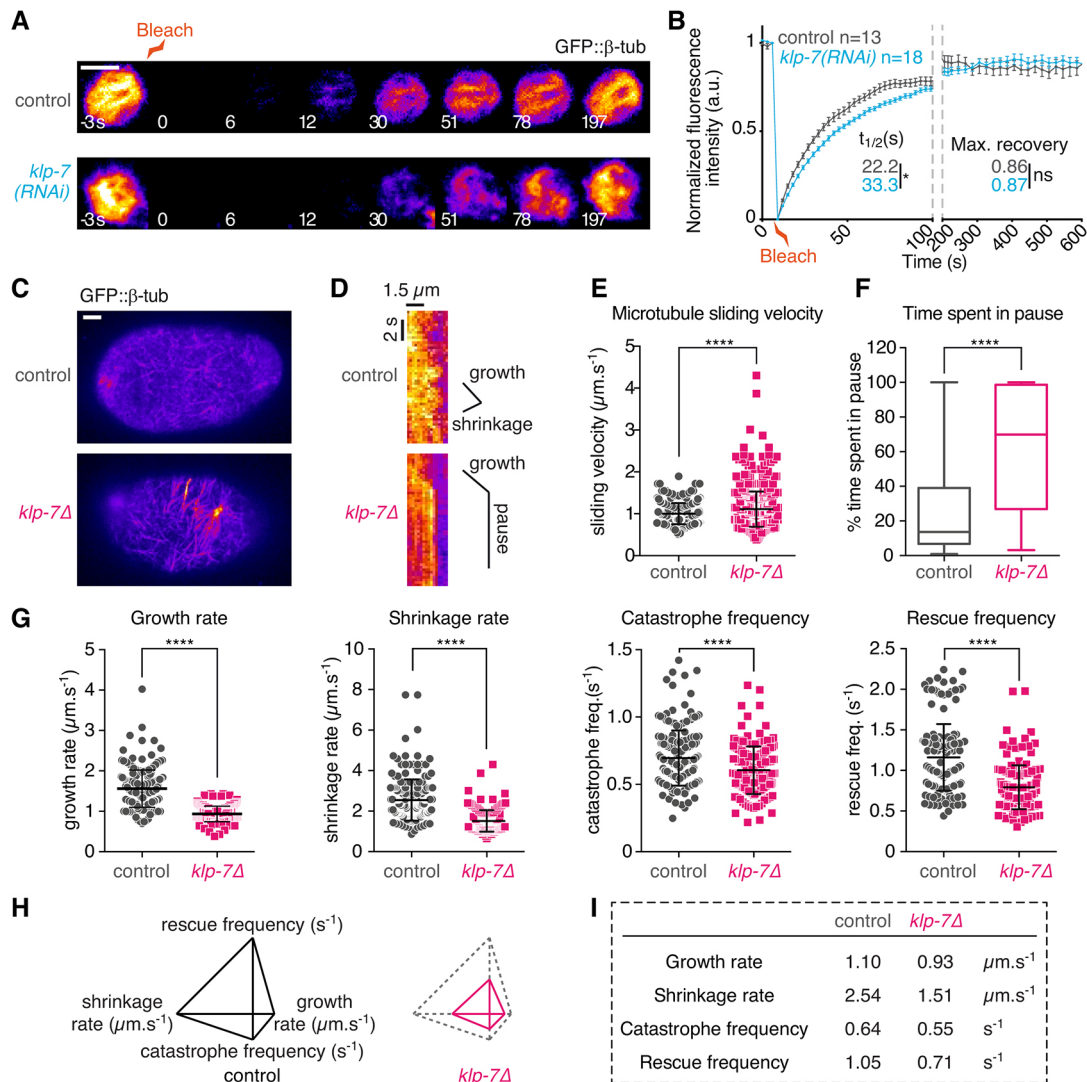 A
Bleach
GFP::β-tub
control
-3s 0 6 12 30 51 78 197
klp-7
(RNAi)
-3s 0 6 12 30 51 78 197
B
Normalized fluorescence
intensity (a.u.)
1
0.5
0
control n=13
klp-7(RNAi) n=18
t1/2(s)
22.2
33.3
*
Max. recovery
0.86
0.87
ns
0 50 100 200 300 400 500 600
Time (s)
Bleach
C
GFP::β-tub
control
klp-7Δ
D
1.5 µm
2 s
control
growth
shrinkage
klp-7Δ
growth
pause
E
Microtubule sliding velocity
****
sliding velocity (µm.s-1)
5
4
3
2
1
0
control klp-7Δ
F
Time spent in pause
****
% time spent in pause
120
100
80
60
40
20
0
control klp-7Δ
G
Growth rate
****
growth rate (µm.s-1)
5
4
3
2
1
0
control klp-7Δ
Shrinkage rate
****
shrinkage rate (µm.s-1)
10
8
6
4
2
0
control klp-7Δ
Catastrophe frequency
****
catastrophe freq.(s-1)
1.5
1.0
0.5
0
control klp-7Δ
Rescue frequency
****
rescue freq. (s-1)
2.5
2.0
1.5
1.0
0.5
0
control klp-7Δ
H
rescue frequency (s-1)
shrinkage
rate (µm.s-1)
growth
rate (µm.s-1)
catastrophe frequency (s-1)
control
klp-7Δ
I
control klp-7Δ
Growth rate 1.10 0.93 µm.s-1
Shrinkage rate 2.54 1.51 µm.s-1
Catastrophe frequency 0.64 0.55 s-1
Rescue frequency 1.05 0.71 s-1